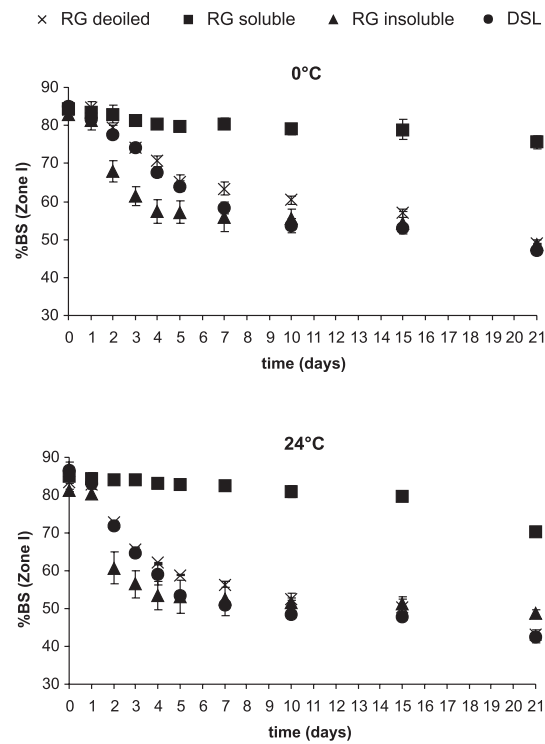 × RG deoiled ■ RG soluble ▲ RG insoluble ● DSL
0°C
90
80
70
60
50
40
30
%BS (Zone I)
0 1 2 3 4 5 6 7 8 9 10 11 12 13 14 15 16 17 18 19 20 21
time (days)
24°C
90
80
70
60
50
40
30
%BS (Zone I)
0 1 2 3 4 5 6 7 8 9 10 11 12 13 14 15 16 17 18 19 20 21
time (days)